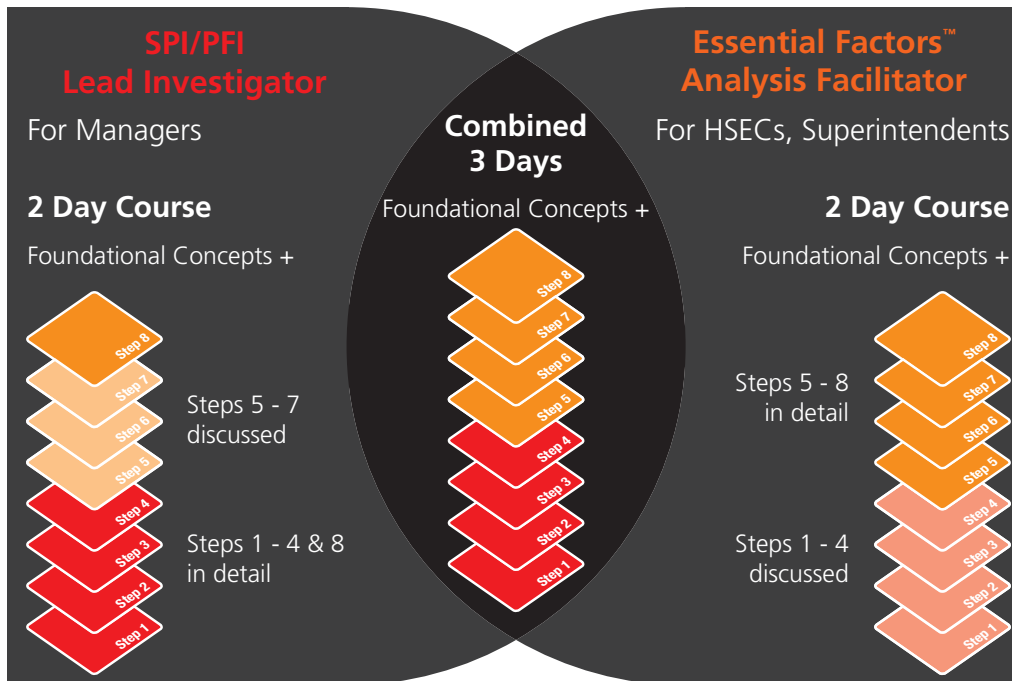 SPI/PFI
Lead Investigator
For Managers
2 Day Course
Foundational Concepts +
Step 8
Step 7
Step 6
Step 5
Step 4
Step 3
Step 2
Step 1
Steps 5 - 7
discussed
Steps 1 - 4 & 8
in detail
Combined
3 Days
Foundational Concepts +
Step 8
Step 7
Step 6
Step 5
Step 4
Step 3
Step 2
Step 1
Essential Factors™
Analysis Facilitator
For HSECs, Superintendents
2 Day Course
Foundational Concepts +
Steps 5 - 8
in detail
Steps 1 - 4
discussed
Step 8
Step 7
Step 6
Step 5
Step 4
Step 3
Step 2
Step 1